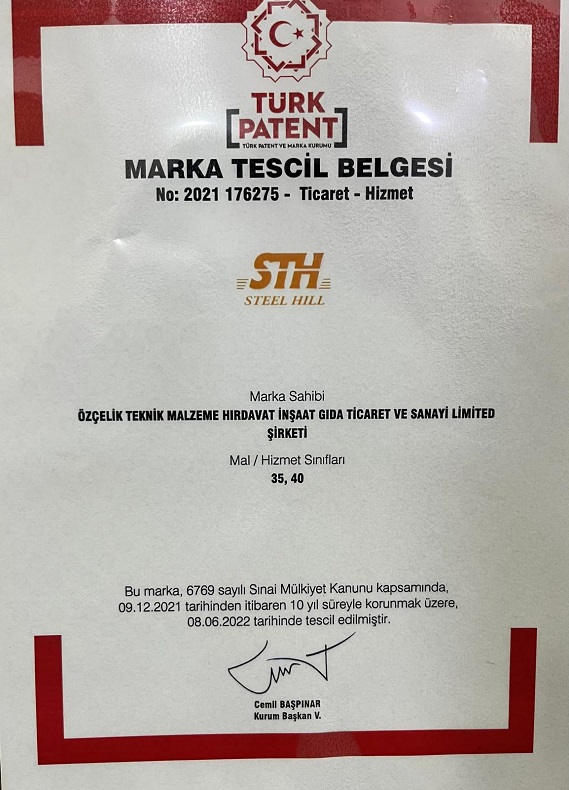 TÜRK
PATENT
TÜRK PATENT VE MARKA KURUMU
MARKA TESCİL BELGESİ
No: 2021 176275 - Ticaret - Hizmet
STH
STEEL HILL
Marka Sahibi
ÖZÇELİK TEKNİK MALZEME HIRDAVAT İNŞAAT GIDA TİCARET VE SANAYİ LİMİTED
ŞİRKETİ
Mal / Hizmet Sınıfları
35, 40
Bu marka, 6769 sayılı Sınai Mülkiyet Kanunu kapsamında,
09.12.2021 tarihinden itibaren 10 yıl süreyle korunmak üzere,
08.06.2022 tarihinde tescil edilmiştir.
Cemil BAŞPINAR
Kurum Başkan V.